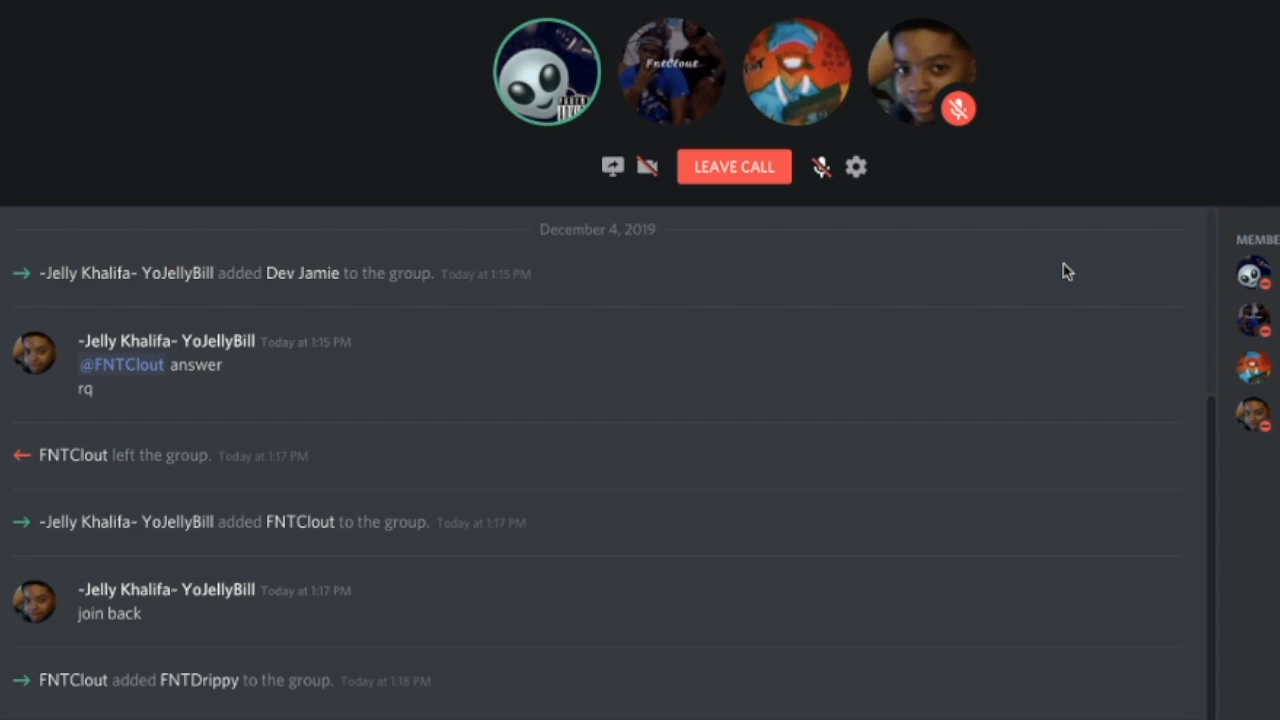 FntClout
LEAVE CALL
December 4, 2019
-Jelly Khalifa- YoJellyBill added Dev Jamie to the group. Today at 1:15 PM
MEMBE
-Jelly Khalifa- YoJellyBill Today at 1:15 PM
@FNTClout answer
rq
FNTClout left the group. Today at 1:17 PM
-Jelly Khalifa- YoJellyBill added FNTClout to the group. Today at 1:17 PM
-Jelly Khalifa- YoJellyBill Today at 1:17 PM
join back
FNTClout added FNTDrippy to the group. Today at 1:18 PM